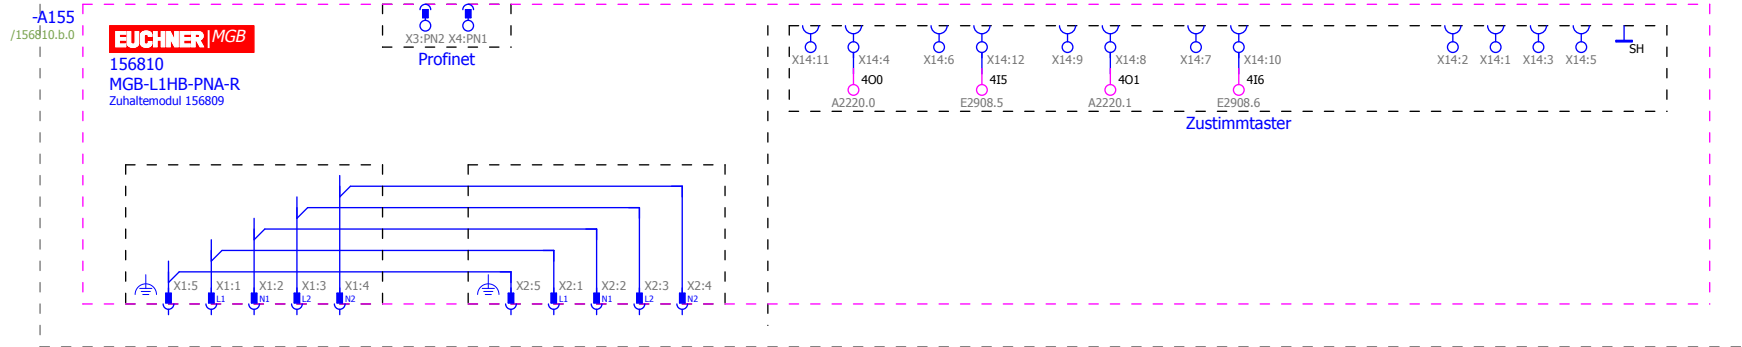 -A155
/156810.b.0
EUCHNER MGB
156810
MGB-L1HB-PNA-R
Zuhaltemodul 156809
X3:PN2 X4:PN1
Profinet
X14:11 X14:4 X14:6 X14:12 X14:9 X14:8 X14:7 X14:10 X14:2 X14:1 X14:3 X14:5 SH
4O0 4I5 4O1 4I6
A2220.0 E2908.5 A2220.1 E2908.6
Zustimmtaster
X1:5 X1:1 X1:2 X1:3 X1:4 X2:5 X2:1 X2:2 X2:3 X2:4
L1 N1 L2 N2 L1 N1 L2 N2